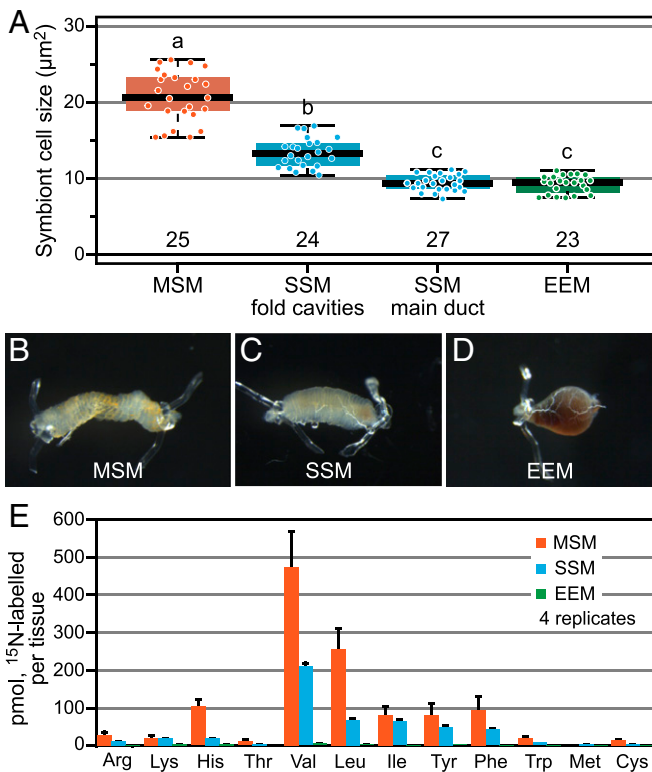 A
Symbiont cell size (µm²)
30
20
10
0
a
b
c
c
25 24 27 23
MSM SSM SSM EEM
fold cavities main duct
B C D
MSM SSM EEM
E
pmol, ¹⁵N-labelled
per tissue
600
500
400
300
200
100
0
MSM
SSM
EEM
4 replicates
Arg Lys His Thr Val Leu Ile Tyr Phe Trp Met Cys